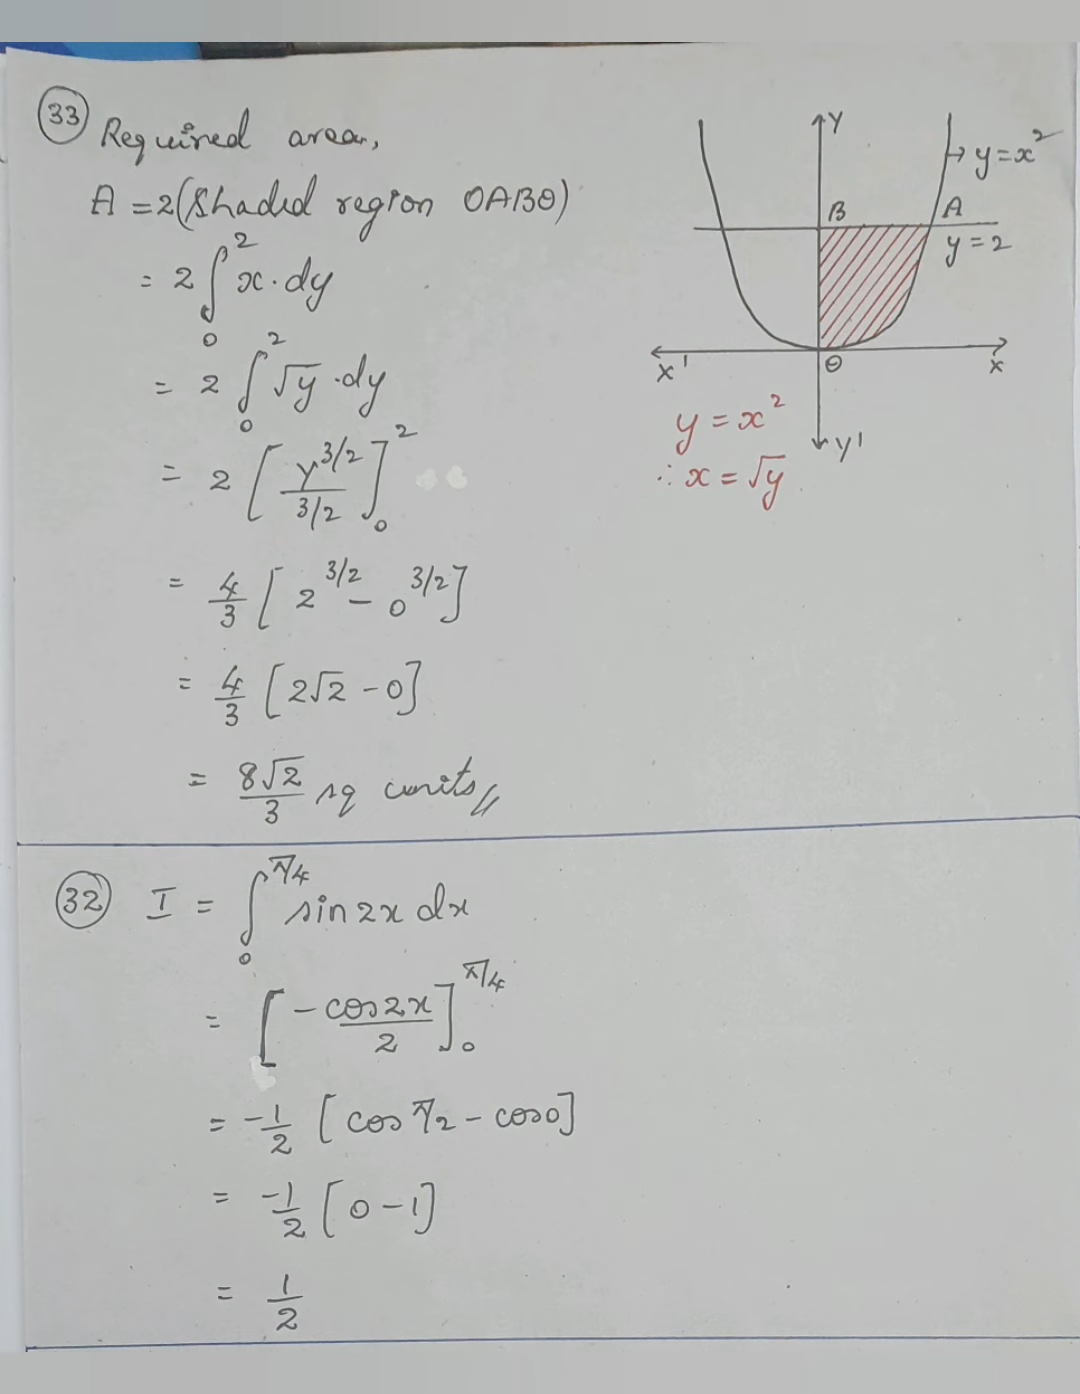 33 Required area,
A = 2(Shaded region OABO)
= 2∫₀² x·dy
= 2∫₀² √y·dy
= 2[y^{3/2}/(3/2)]₀²
= 4/3 [2^{3/2} - 0^{3/2}]
= 4/3 [2√2 - 0]
= 8√2/3 sq units//
Y
→ y=x²
B A
y=2
X' O X
Y'
y = x²
∴ x = √y
32 I = ∫₀^{π/4} sin 2x dx
= [-cos 2x/2]₀^{π/4}
= -1/2 [cos π/2 - cos 0]
= -1/2 [0-1]
= 1/2